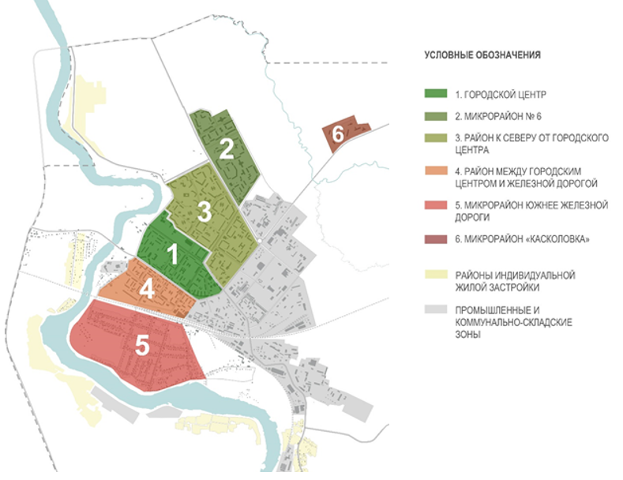 УСЛОВНЫЕ ОБОЗНАЧЕНИЯ
1. ГОРОДСКОЙ ЦЕНТР
2. МИКРОРАЙОН № 6
3. РАЙОН К СЕВЕРУ ОТ ГОРОДСКОГО
ЦЕНТРА
4. РАЙОН МЕЖДУ ГОРОДСКИМ
ЦЕНТРОМ И ЖЕЛЕЗНОЙ ДОРОГОЙ
5. МИКРОРАЙОН ЮЖНЕЕ ЖЕЛЕЗНОЙ
ДОРОГИ
6. МИКРОРАЙОН «КАСКОЛОВКА»
РАЙОНЫ ИНДИВИДУАЛЬНОЙ
ЖИЛОЙ ЗАСТРОЙКИ
ПРОМЫШЛЕННЫЕ И
КОММУНАЛЬНО-СКЛАДСКИЕ
ЗОНЫ
6
2
3
1
4
5